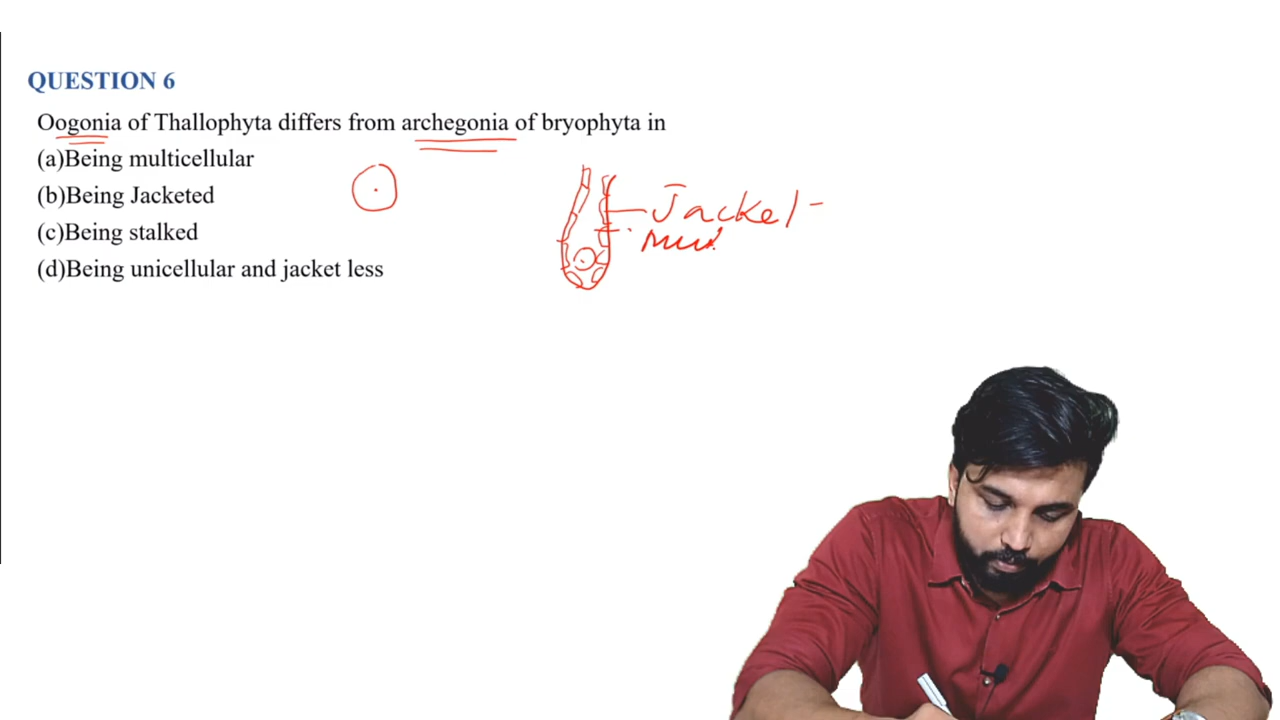 QUESTION 6
Oogonia of Thallophyta differs from archegonia of bryophyta in
(a)Being multicellular
(b)Being Jacketed
(c)Being stalked
(d)Being unicellular and jacket less
Jacket